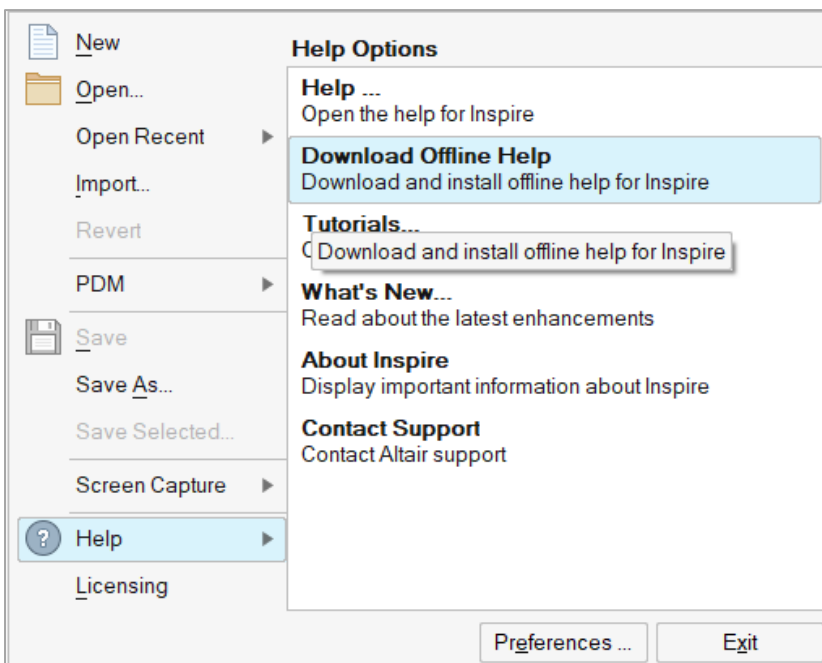 New
Open...
Open Recent
Import...
Revert
PDM
Save
Save As...
Save Selected...
Screen Capture
Help
Licensing
Help Options
Help ...
Open the help for Inspire
Download Offline Help
Download and install offline help for Inspire
Tutorials...
Download and install offline help for Inspire
What's New...
Read about the latest enhancements
About Inspire
Display important information about Inspire
Contact Support
Contact Altair support
Preferences ...
Exit